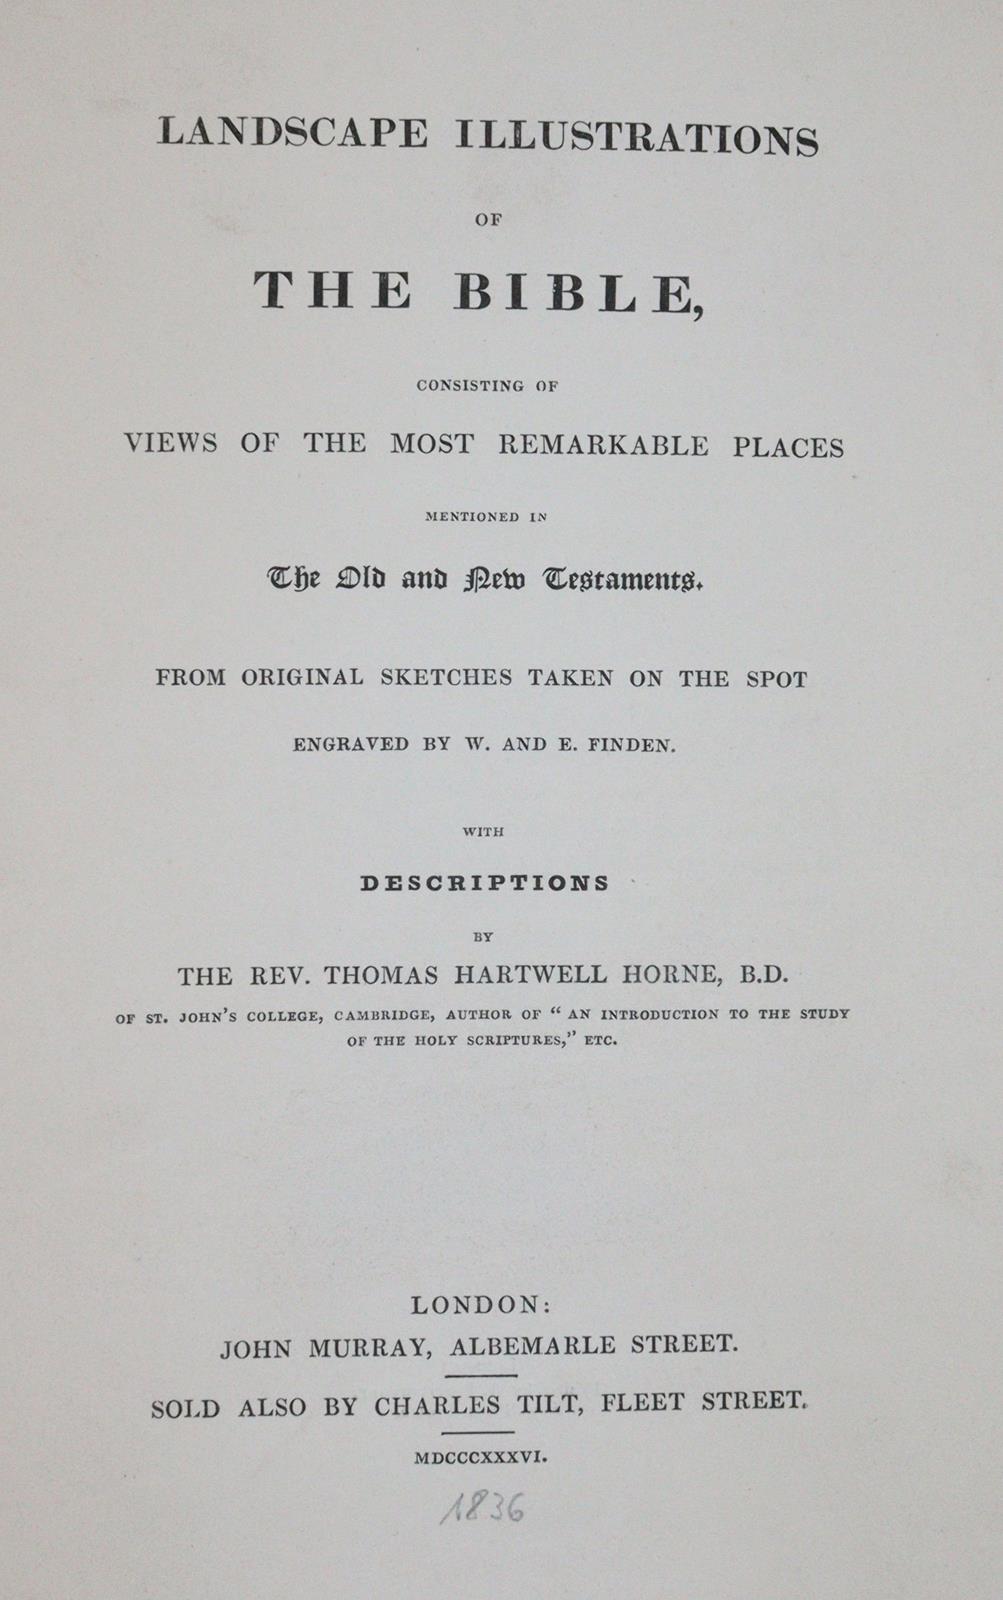 LANDSCAPE ILLUSTRATIONS
OF
THE BIBLE,
CONSISTING OF
VIEWS OF THE MOST REMARKABLE PLACES
MENTIONED IN
The Old and New Testaments.
FROM ORIGINAL SKETCHES TAKEN ON THE SPOT
ENGRAVED BY W. AND E. FINDEN.
WITH
DESCRIPTIONS
BY
THE REV. THOMAS HARTWELL HORNE, B.D.
OF ST. JOHN'S COLLEGE, CAMBRIDGE, AUTHOR OF "AN INTRODUCTION TO THE STUDY
OF THE HOLY SCRIPTURES," ETC.
LONDON:
JOHN MURRAY, ALBEMARLE STREET.
SOLD ALSO BY CHARLES TILT, FLEET STREET.
MDCCCXXXVI.
1836